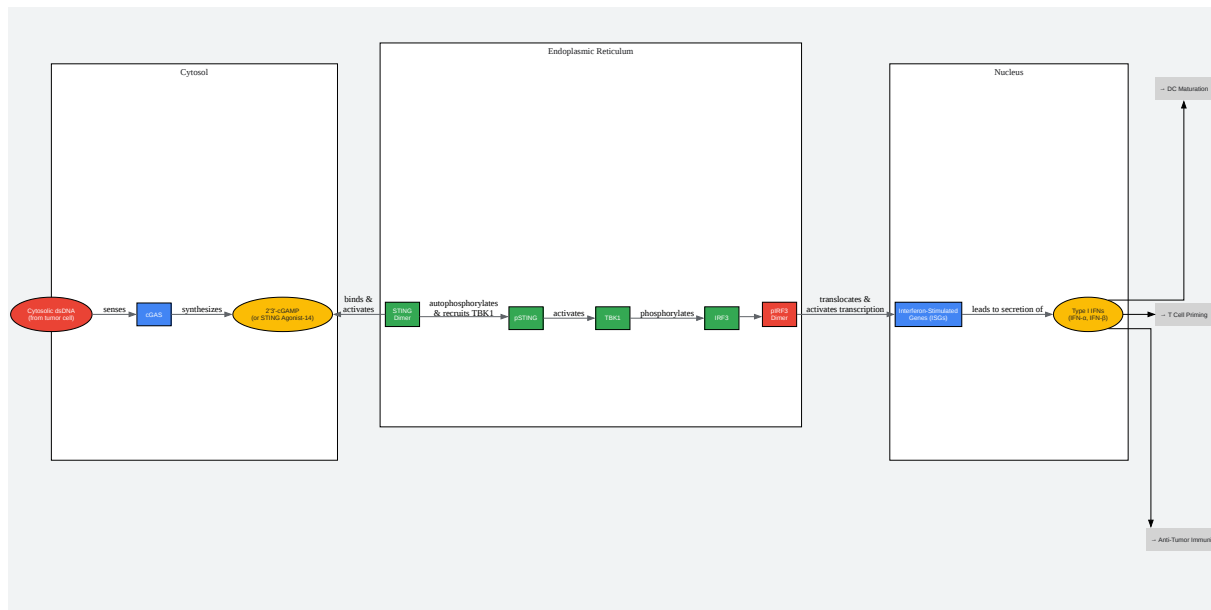 Endoplasmic Reticulum
Cytosol
Nucleus
→ DC Maturation
Cytosolic dsDNA
(from tumor cell)
senses
cGAS
synthesizes
2'3'-cGAMP
(or STING Agonist-14)
binds &
activates
STING
Dimer
autophosphorylates
& recruits TBK1
pSTING
activates
TBK1
phosphorylates
IRF3
pIRF3
Dimer
translocates &
activates transcription
Interferon-Stimulated
Genes (ISGs)
leads to secretion of
Type I IFNs
(IFN-α, IFN-β)
→ T Cell Priming
→ Anti-Tumor Immuni